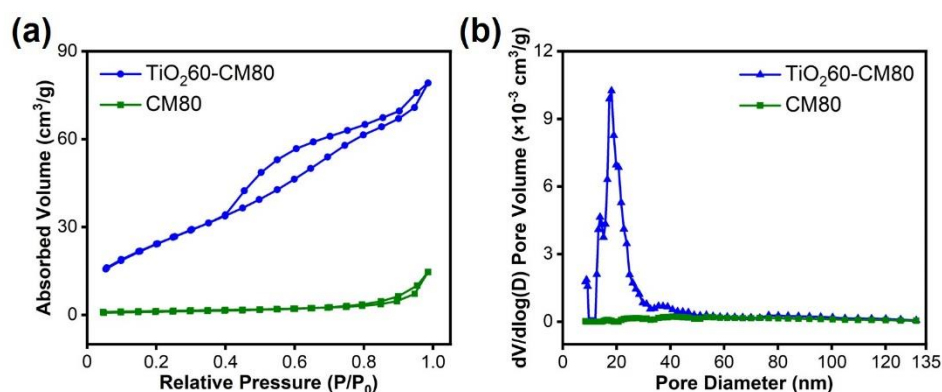 (a)
Absorbed Volume (cm³/g)
90
60
30
0
TiO₂60-CM80
CM80
0 0.2 0.4 0.6 0.8 1.0
Relative Pressure (P/P₀)
(b)
dV/dlog(D) Pore Volume (×10⁻³ cm³/g)
12
9
6
3
0
TiO₂60-CM80
CM80
0 20 40 60 80 100 120 135
Pore Diameter (nm)